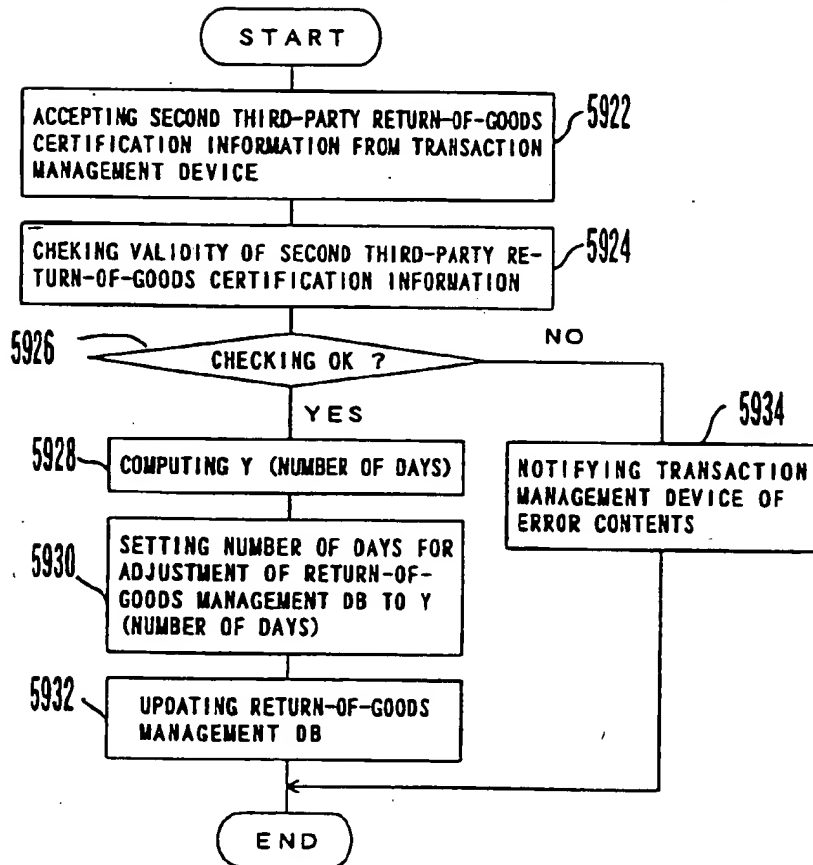 START
ACCEPTING SECOND THIRD-PARTY RETURN-OF-GOODS
CERTIFICATION INFORMATION FROM TRANSACTION
MANAGEMENT DEVICE
5922
CHEKING VALIDITY OF SECOND THIRD-PARTY RE-
TURN-OF-GOODS CERTIFICATION INFORMATION
5924
5926
CHECKING OK ?
NO
YES
5928
COMPUTING Y (NUMBER OF DAYS)
5934
NOTIFYING TRANSACTION
MANAGEMENT DEVICE OF
ERROR CONTENTS
5930
SETTING NUMBER OF DAYS FOR
ADJUSTMENT OF RETURN-OF-
GOODS MANAGEMENT DB TO Y
(NUMBER OF DAYS)
5932
UPDATING RETURN-OF-GOODS
MANAGEMENT DB
END